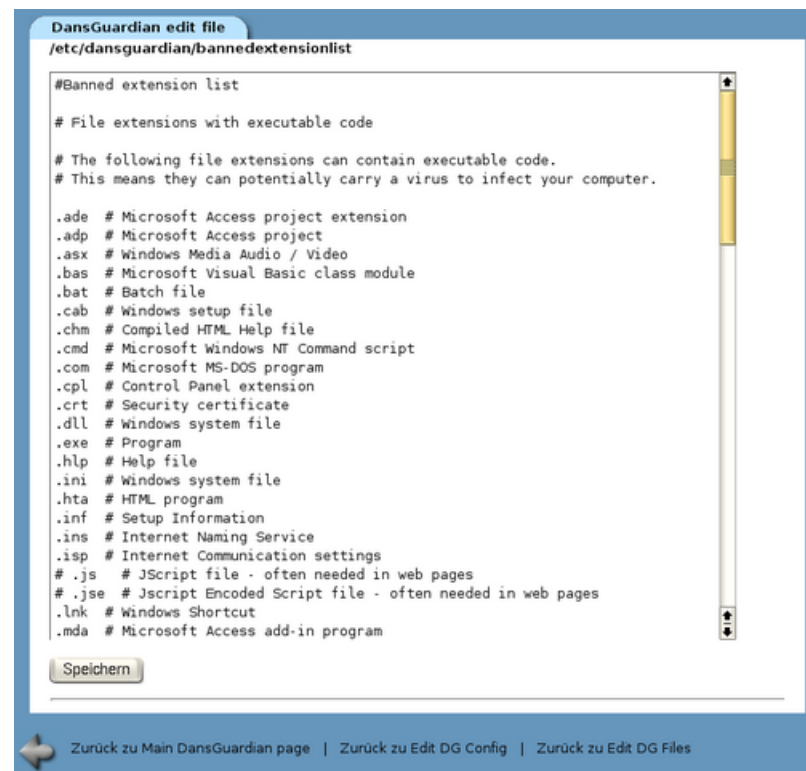 DansGuardian edit file
/etc/dansguardian/bannedextensionlist
#Banned extension list
# File extensions with executable code
# The following file extensions can contain executable code.
# This means they can potentially carry a virus to infect your computer.
.ade  # Microsoft Access project extension
.adp  # Microsoft Access project
.asx  # Windows Media Audio / Video
.bas  # Microsoft Visual Basic class module
.bat  # Batch file
.cab  # Windows setup file
.chm  # Compiled HTML Help file
.cmd  # Microsoft Windows NT Command script
.com  # Microsoft MS-DOS program
.cpl  # Control Panel extension
.crt  # Security certificate
.dll  # Windows system file
.exe  # Program
.hlp  # Help file
.ini  # Windows system file
.hta  # HTML program
.inf  # Setup Information
.ins  # Internet Naming Service
.isp  # Internet Communication settings
# .js   # JScript file - often needed in web pages
# .jse  # Jscript Encoded Script file - often needed in web pages
.lnk  # Windows Shortcut
.mda  # Microsoft Access add-in program
Speichern
Zurück zu Main DansGuardian page | Zurück zu Edit DG Config | Zurück zu Edit DG Files